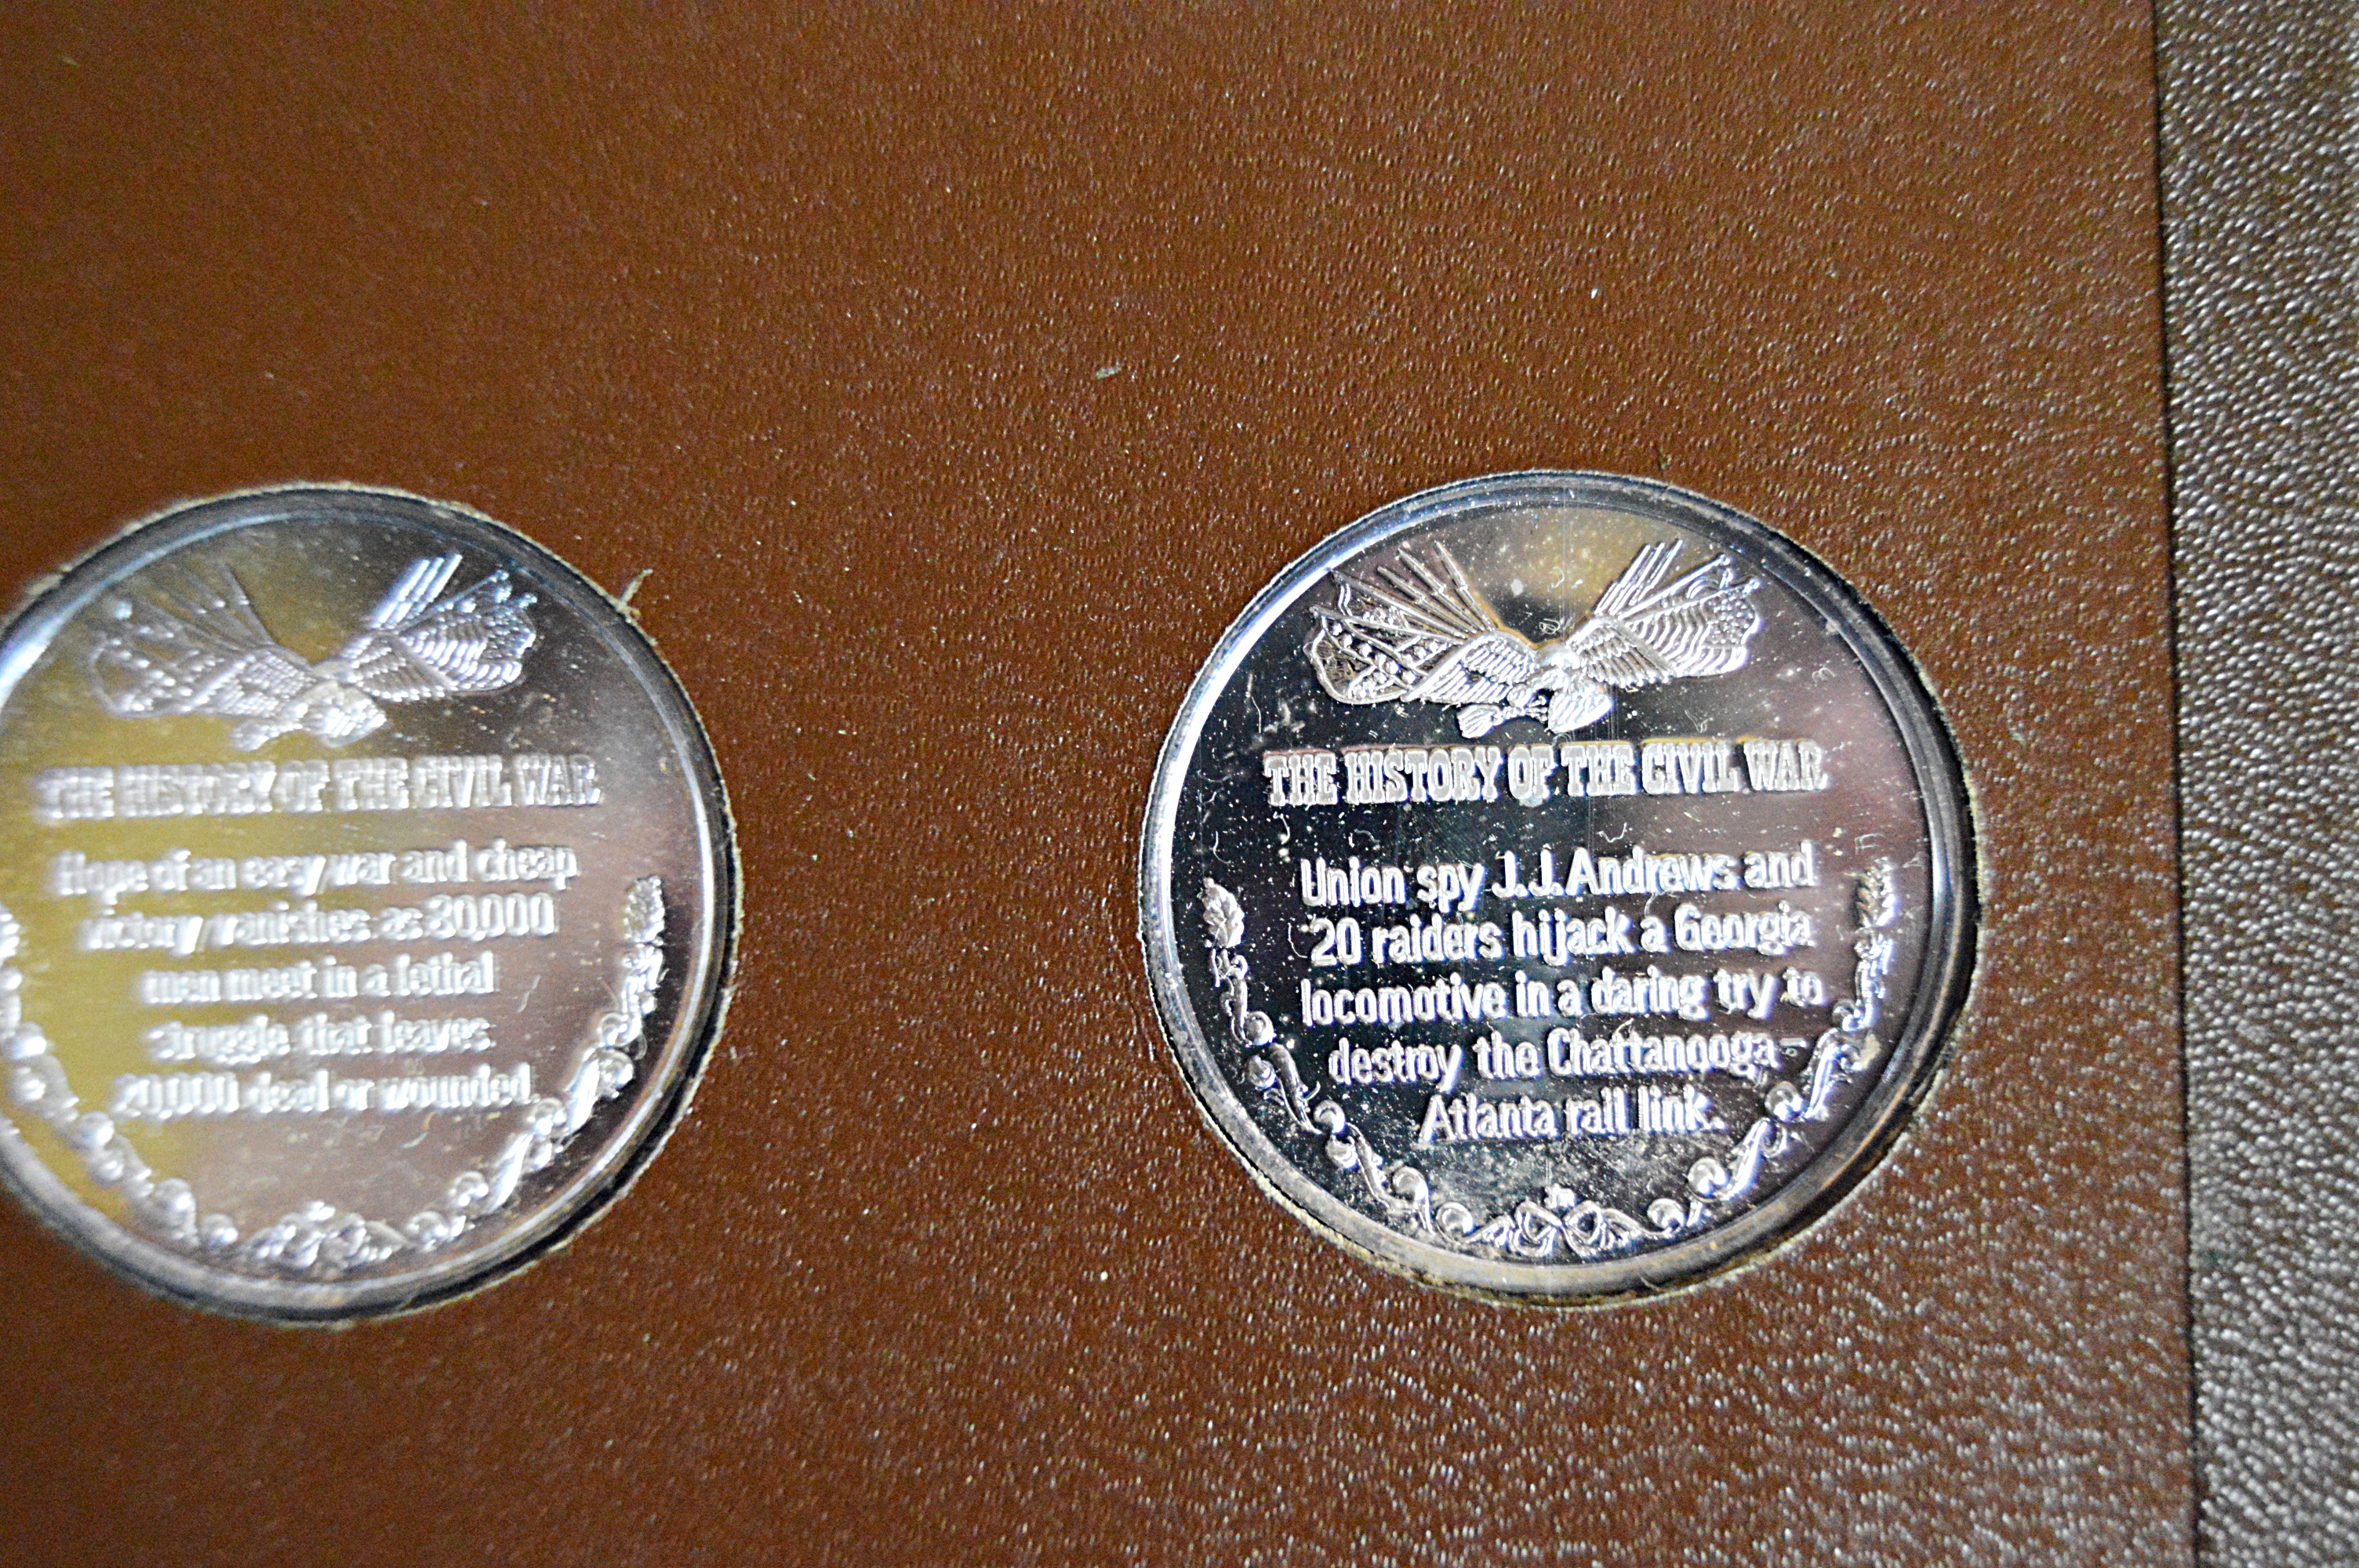 THE HISTORY OF THE CIVIL WAR
Hope of an easy war and cheap
victory vanishes as 80,000
men meet in a lethal
struggle that leaves
20,000 dead or wounded.
THE HISTORY OF THE CIVIL WAR
Union spy J.J. Andrews and
20 raiders hijack a Georgia
locomotive in a daring try to
destroy the Chattanooga-
Atlanta rail link.